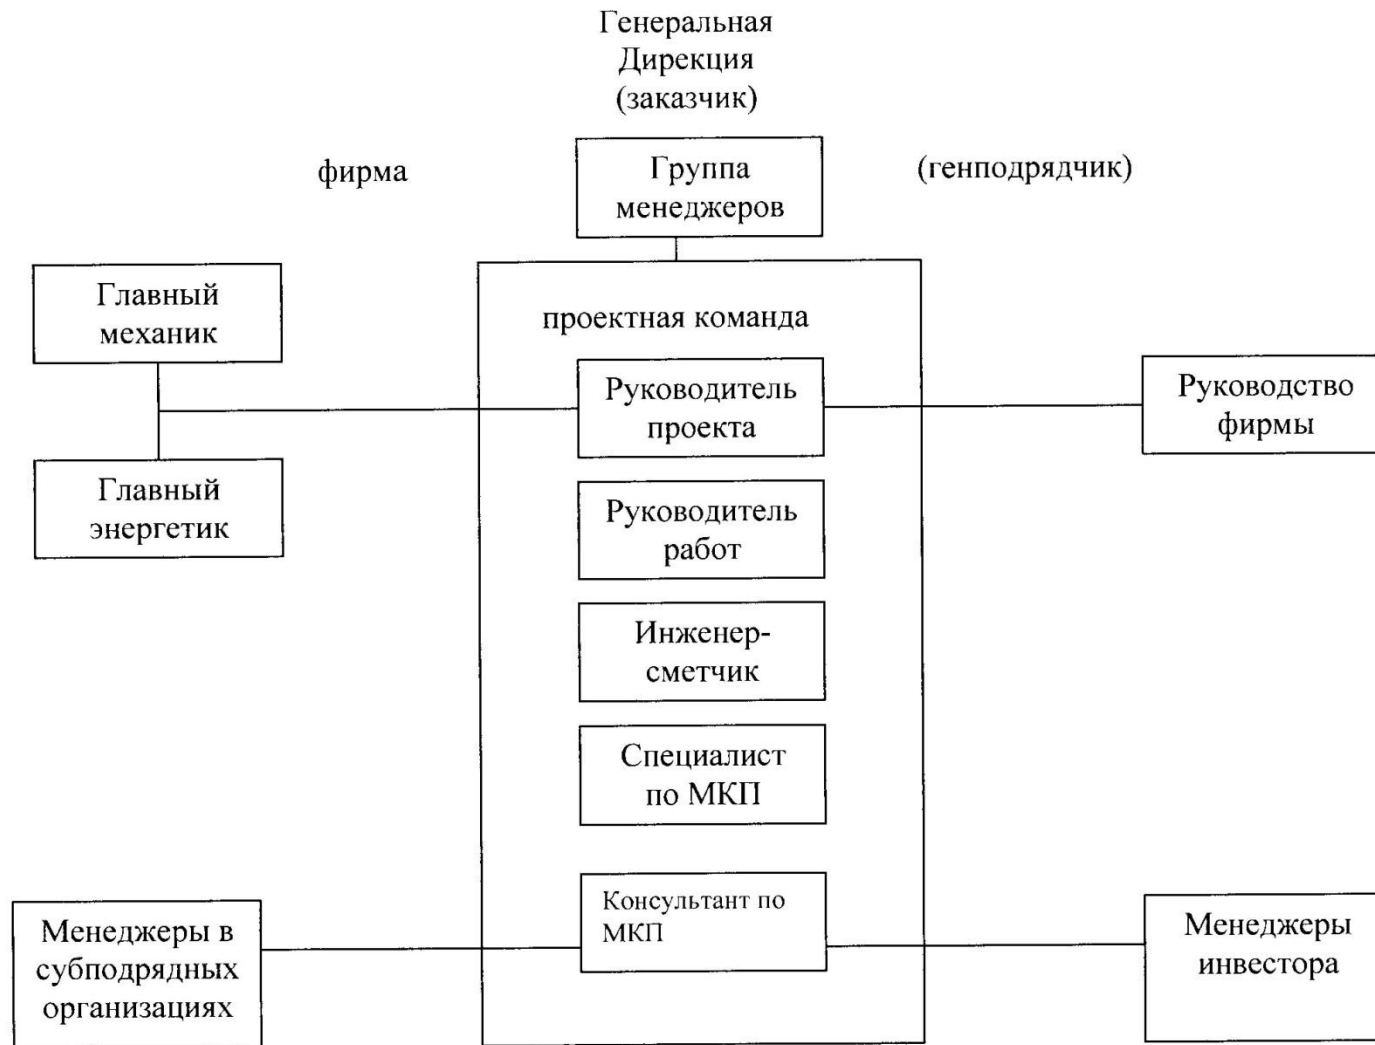 Генеральная
Дирекция
(заказчик)
фирма
Группа
менеджеров
(генподрядчик)
Главный
механик
проектная команда
Руководитель
проекта
Руководство
фирмы
Главный
энергетик
Руководитель
работ
Инженер-
сметчик
Специалист
по МКП
Консультант по
МКП
Менеджеры в
субподрядных
организациях
Менеджеры
инвестора